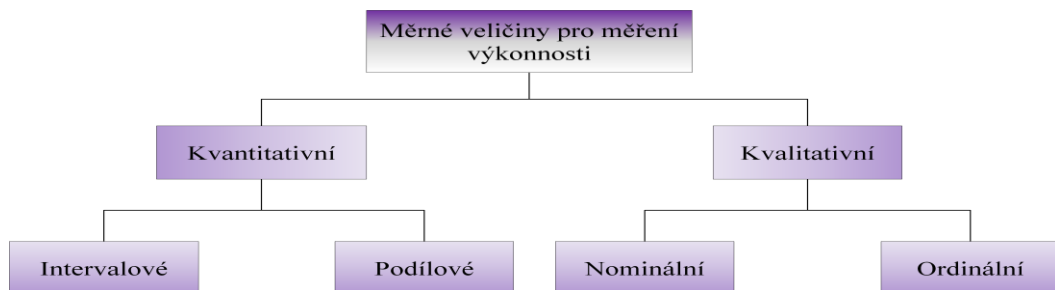 Měrné veličiny pro měření
výkonnosti
Kvantitativní
Kvalitativní
Intervalové
Podílové
Nominální
Ordinální